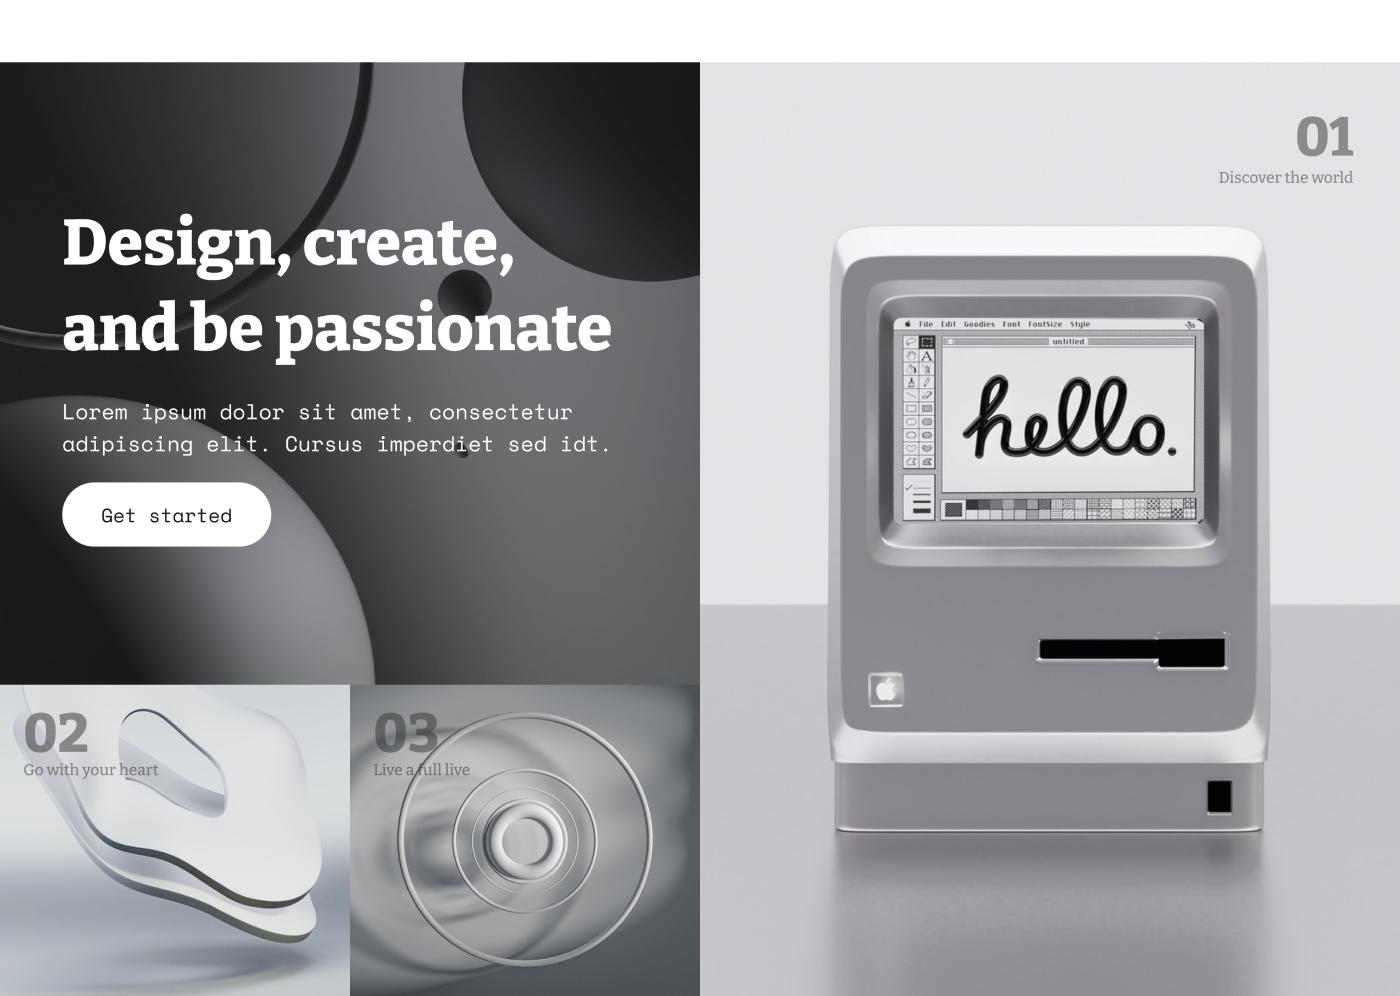 Design, create,
and be passionate
Lorem ipsum dolor sit amet, consectetur
adipiscing elit. Cursus imperdiet sed idt.
Get started
01
Discover the world
File Edit Goodies Font FontSize Style
untitled
A
hello.
02
Go with your heart
03
Live a full live